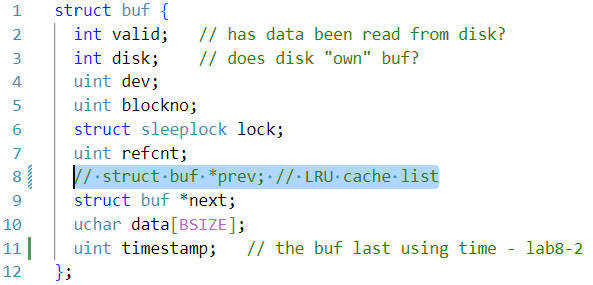 1 struct buf {
2 int valid; // has data been read from disk?
3 int disk; // does disk "own" buf?
4 uint dev;
5 uint blockno;
6 struct sleeplock lock;
7 uint refcnt;
8 // struct buf *prev; // LRU cache list
9 struct buf *next;
10 uchar data[BSIZE];
11 uint timestamp; // the buf last using time - lab8-2
12 };